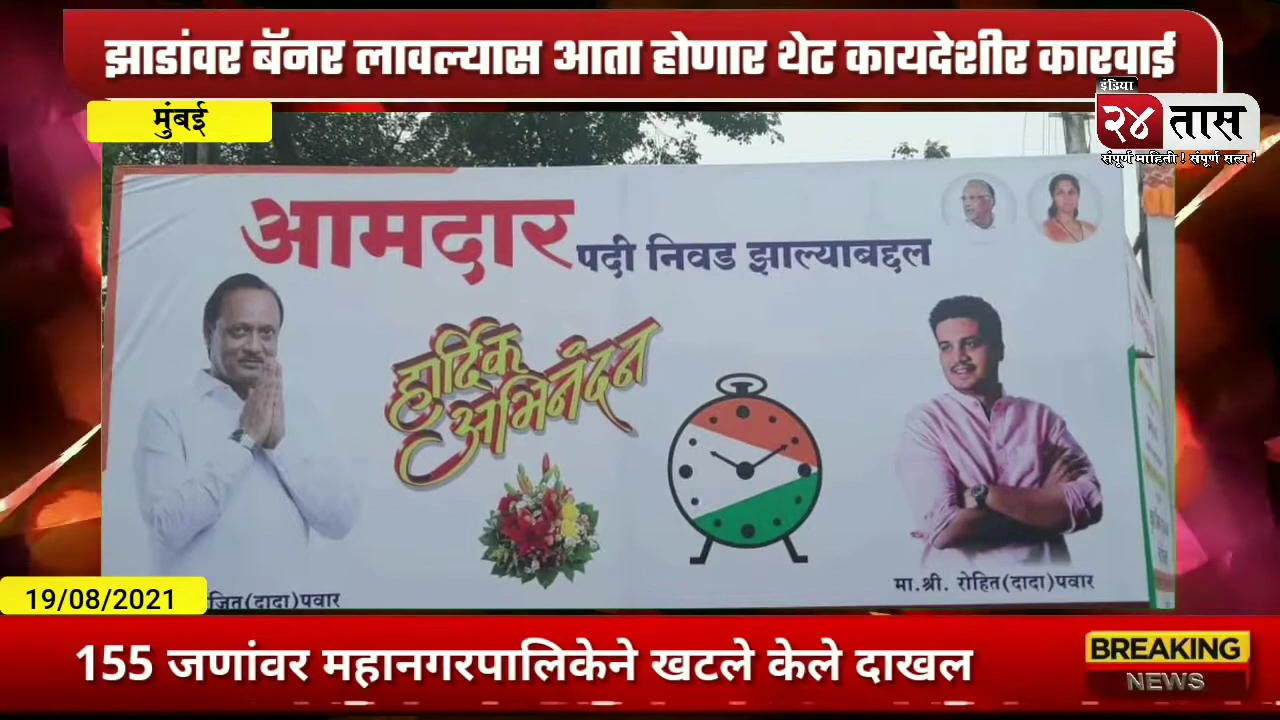 झाडांवर बॅनर लावल्यास आता होणार थेट कायदेशीर कारवाई
इंडिया
२४ तास
संपूर्ण माहिती ! संपूर्ण सत्य !
मुंबई
आमदार पदी निवड झाल्याबद्दल
हार्दिक
अभिनंदन
मा.श्री. रोहित(दादा)पवार
19/08/2021
जित(दादा)पवार
155 जणांवर महानगरपालिकेने खटले केले दाखल
BREAKING
NEWS